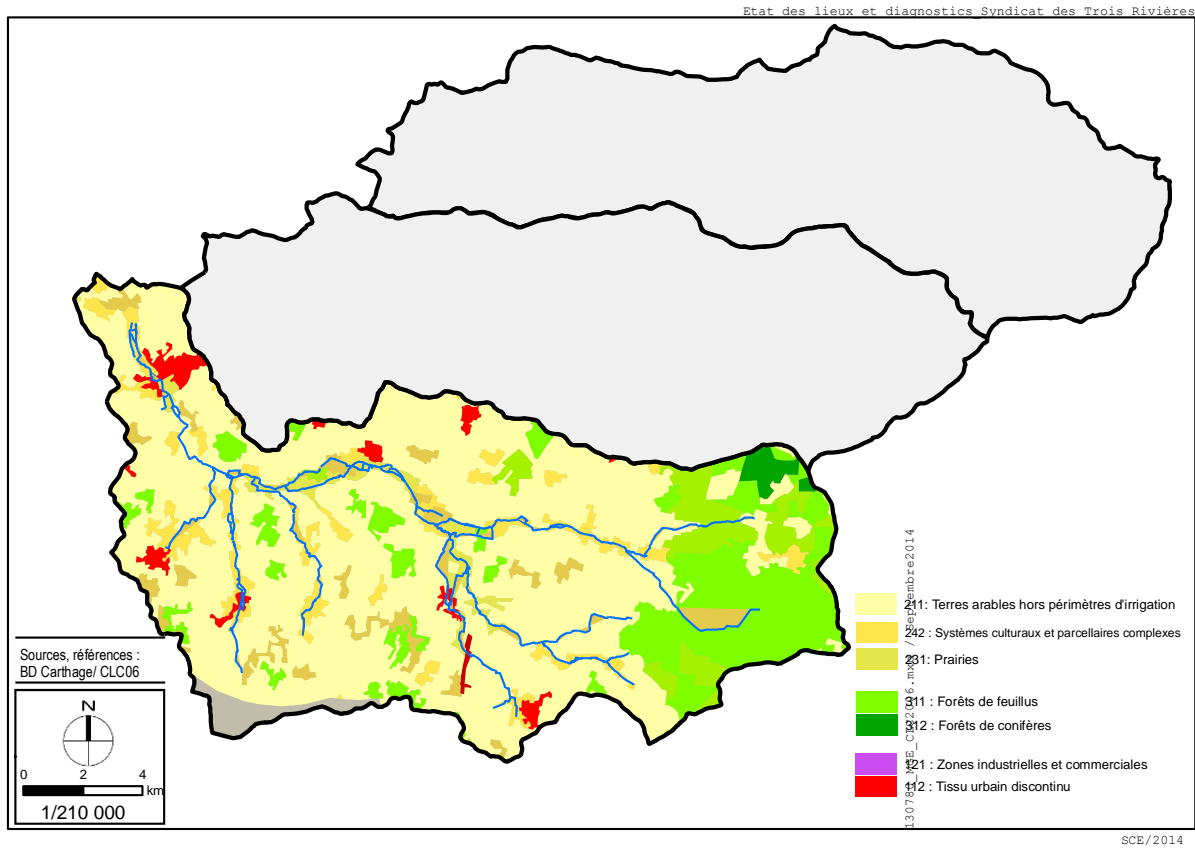 Etat des lieux et diagnostics_Syndicat des Trois Rivières
211: Terres arables hors périmètres d'irrigation
242 : Systèmes culturaux et parcellaires complexes
231: Prairies
311 : Forêts de feuillus
312 : Forêts de conifères
121 : Zones industrielles et commerciales
112 : Tissu urbain discontinu
Sources, références :
BD Carthage/ CLC06
N
0 2 4
km
1/210 000
SCE/2014